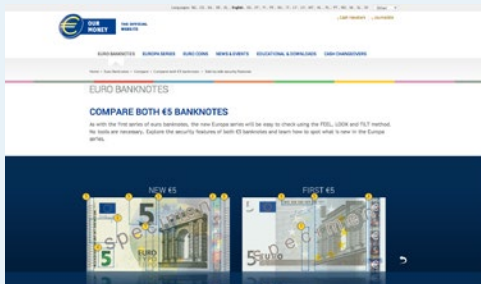 OUR
MONEY
THE OFFICIAL
WEBSITE
EURO BANKNOTES EUROPA SERIES EURO COINS NEWS & EVENTS EDUCATIONAL & DOWNLOADS CASH CHANGEOVERS
EURO BANKNOTES
COMPARE BOTH €5 BANKNOTES
As with the first series of euro banknotes, the new Europa series will be easy to check using the FEEL, LOOK and TILT method.
No tools are necessary. Explore the security features of both €5 banknotes and learn how to spot what is new in the Europa
series.
NEW €5
FIRST €5
5
specimen
5
EURO
specimen
5 EURO